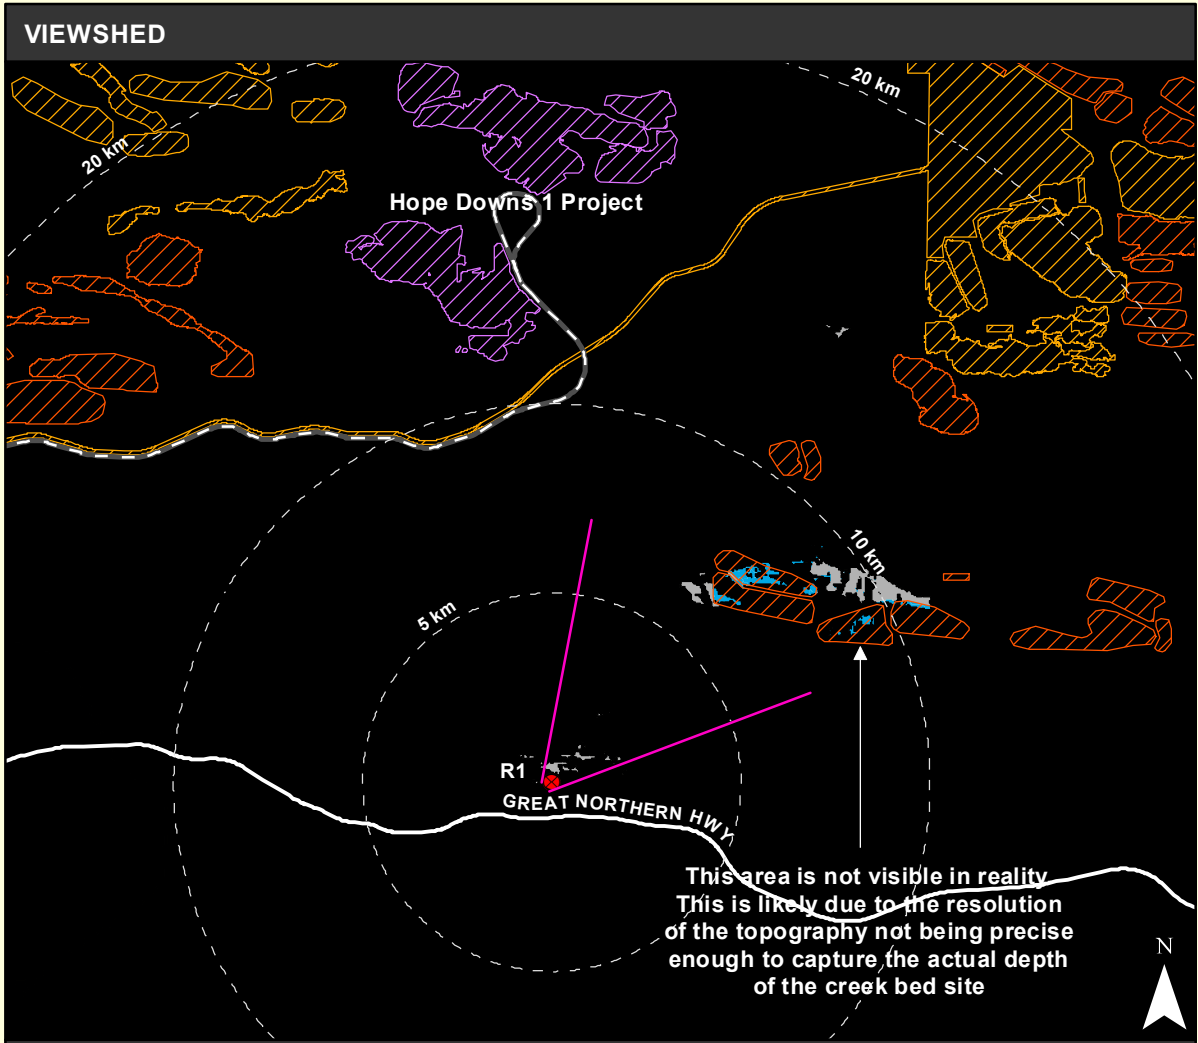 VIEWSHED
20 km
20 km
Hope Downs 1 Project
10 km
5 km
R1
GREAT NORTHERN HWY
This area is not visible in reality
This is likely due to the resolution
of the topography not being precise
enough to capture the actual depth
of the creek bed site
N